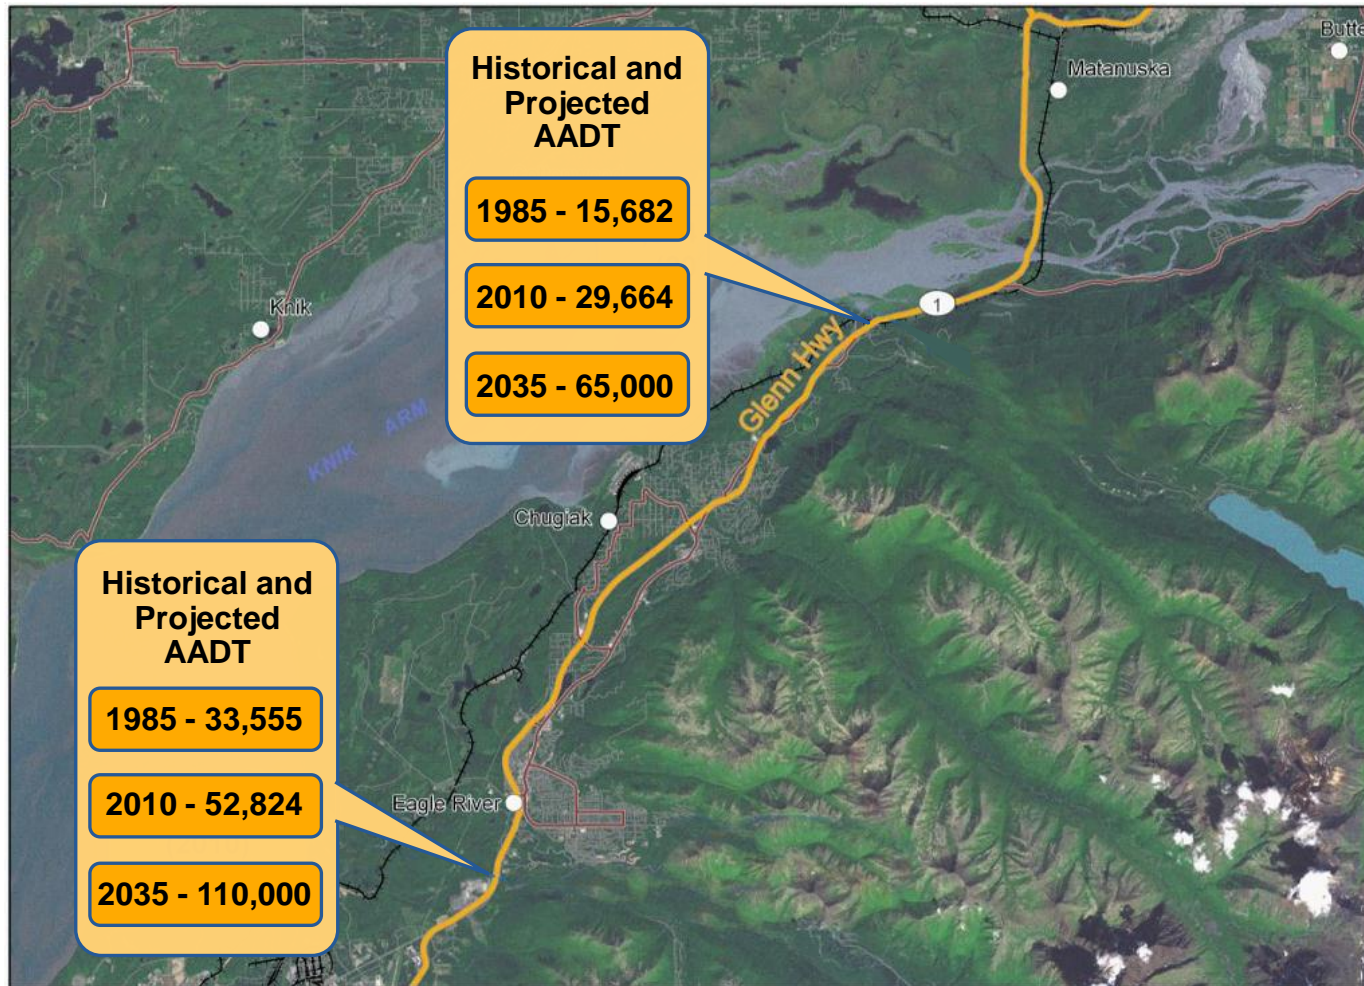 Butte
Matanuska
Historical and
Projected
AADT
1985 - 15,682
2010 - 29,664
2035 - 65,000
Knik
1
Glenn Hwy
KNIK ARM
Chugiak
Historical and
Projected
AADT
1985 - 33,555
2010 - 52,824
2035 - 110,000
Eagle River